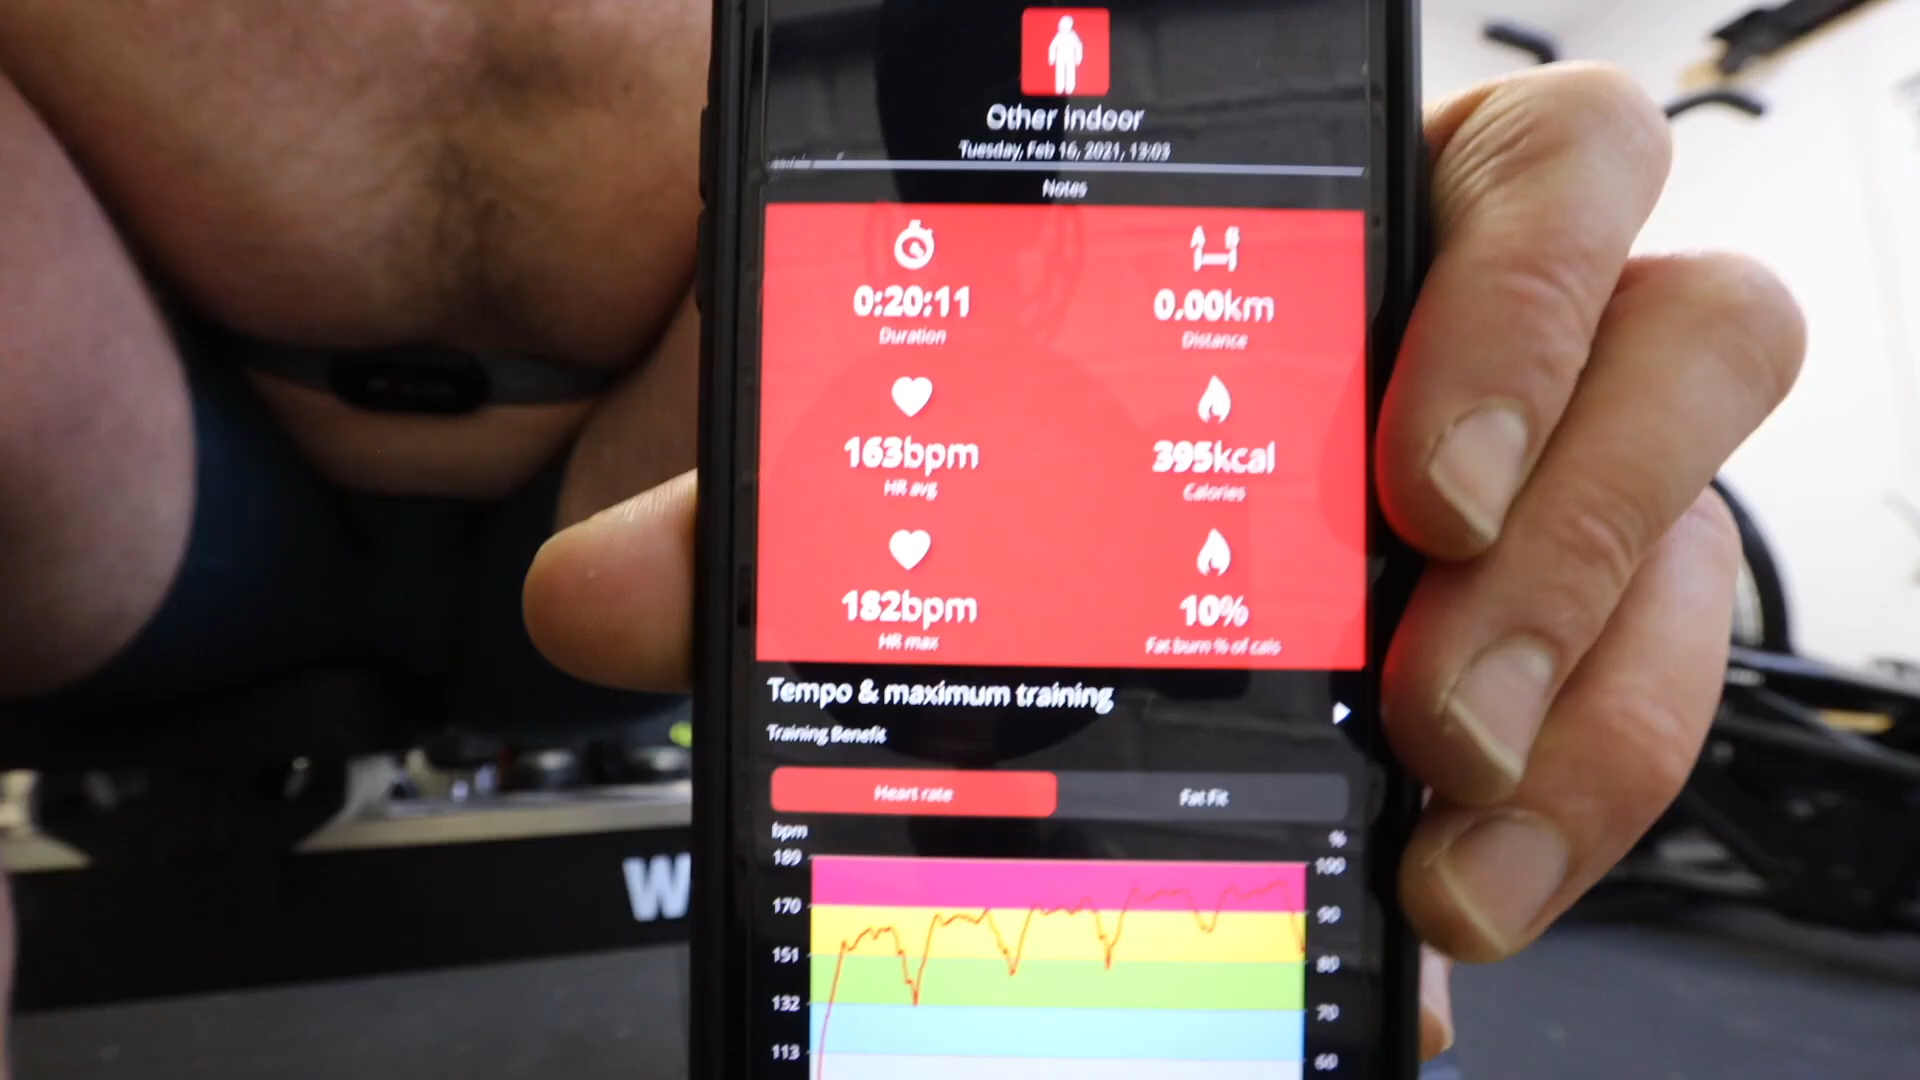 Other indoor
Tuesday, Feb 16, 2021, 13:03
Notes
A B
0:20:11 0.00km
Duration Distance
163bpm 395kcal
HR avg Calories
182bpm 10%
HR max Fat burn % of cals
Tempo & maximum training
Training Benefit
Heart rate Fat Fit
bpm %
189 100
170 90
151 80
132 70
113 60
W